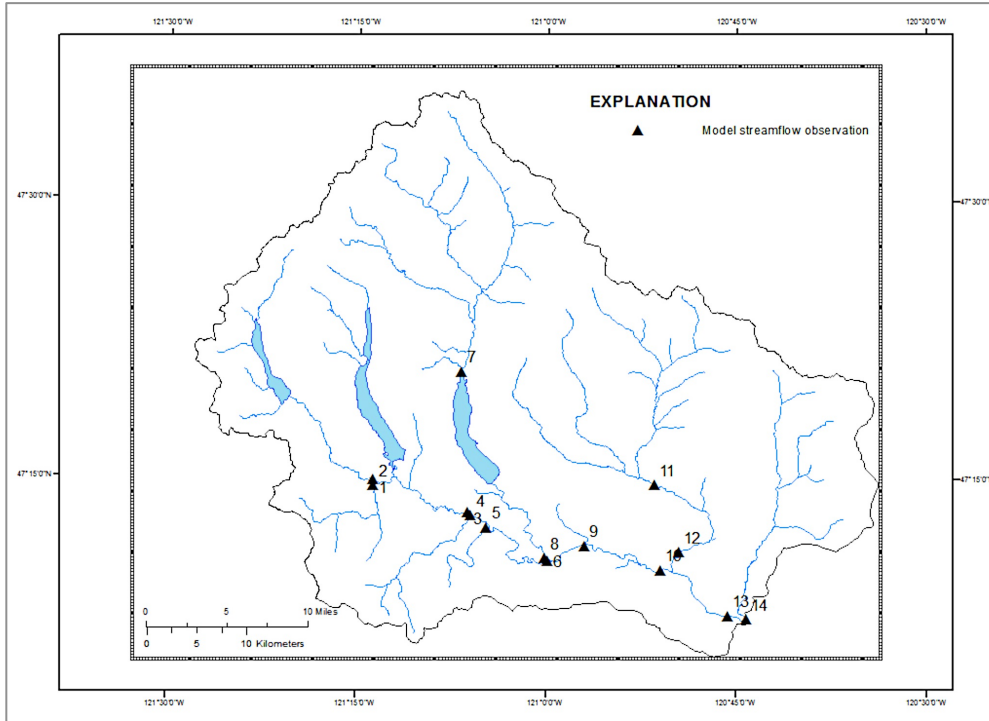 121°30'0"W 121°15'0"W 121°0'0"W 120°45'0"W 120°30'0"W
EXPLANATION
▲ Model streamflow observation
47°30'0"N
47°30'0"
7
47°15'0"N
47°15'0"
2
1
11
4
3
5
9
8
6
12
10
13
14
0 5 10 Miles
0 5 10 Kilometers
121°30'0"W 121°15'0"W 121°0'0"W 120°45'0"W 120°30'0"W